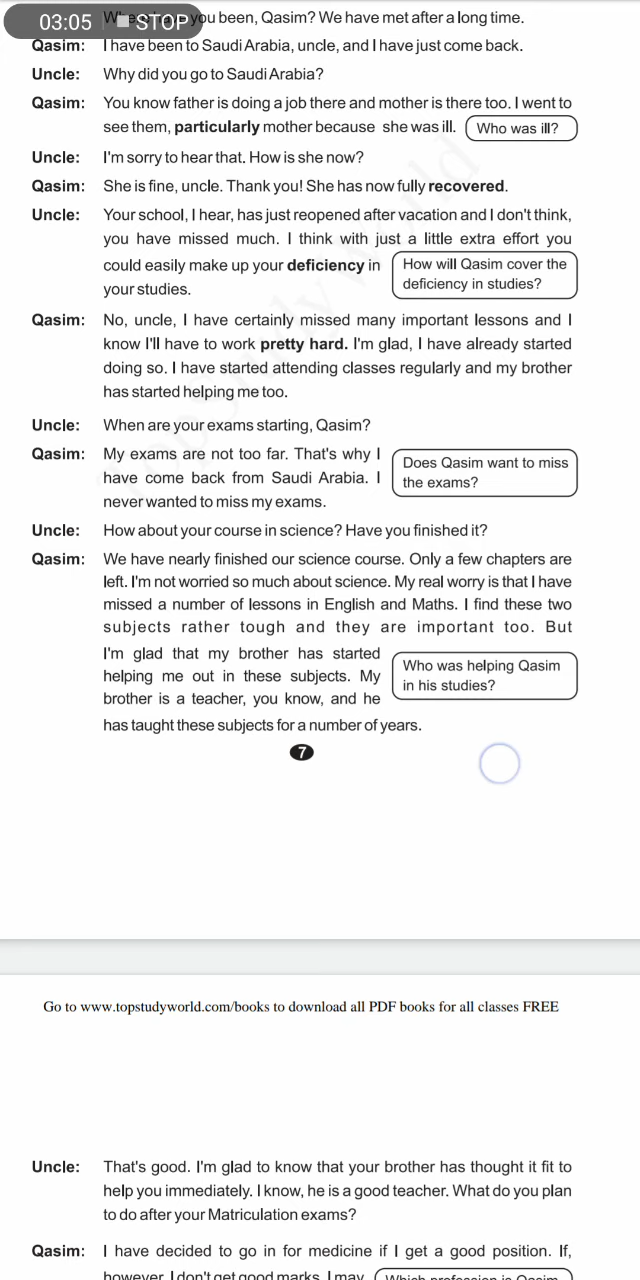 03:05 STOP
you been, Qasim? We have met after a long time.
Qasim: I have been to Saudi Arabia, uncle, and I have just come back.
Uncle: Why did you go to Saudi Arabia?
Qasim: You know father is doing a job there and mother is there too. I went to
see them, particularly mother because she was ill. Who was ill?
Uncle: I'm sorry to hear that. How is she now?
Qasim: She is fine, uncle. Thank you! She has now fully recovered.
Uncle: Your school, I hear, has just reopened after vacation and I don't think,
you have missed much. I think with just a little extra effort you
could easily make up your deficiency in
your studies.
How will Qasim cover the
deficiency in studies?
Qasim: No, uncle, I have certainly missed many important lessons and I
know I'll have to work pretty hard. I'm glad, I have already started
doing so. I have started attending classes regularly and my brother
has started helping me too.
Uncle: When are your exams starting, Qasim?
Qasim: My exams are not too far. That's why I
have come back from Saudi Arabia. I
never wanted to miss my exams.
Does Qasim want to miss
the exams?
Uncle: How about your course in science? Have you finished it?
Qasim: We have nearly finished our science course. Only a few chapters are
left. I'm not worried so much about science. My real worry is that I have
missed a number of lessons in English and Maths. I find these two
subjects rather tough and they are important too. But
I'm glad that my brother has started
helping me out in these subjects. My
brother is a teacher, you know, and he
has taught these subjects for a number of years.
Who was helping Qasim
in his studies?
7
Top Study World
Go to www.topstudyworld.com/books to download all PDF books for all classes FREE
Uncle: That's good. I'm glad to know that your brother has thought it fit to
help you immediately. I know, he is a good teacher. What do you plan
to do after your Matriculation exams?
Qasim: I have decided to go in for medicine if I get a good position. If,
however, I don't get good marks, I may
Which profession is Qasim